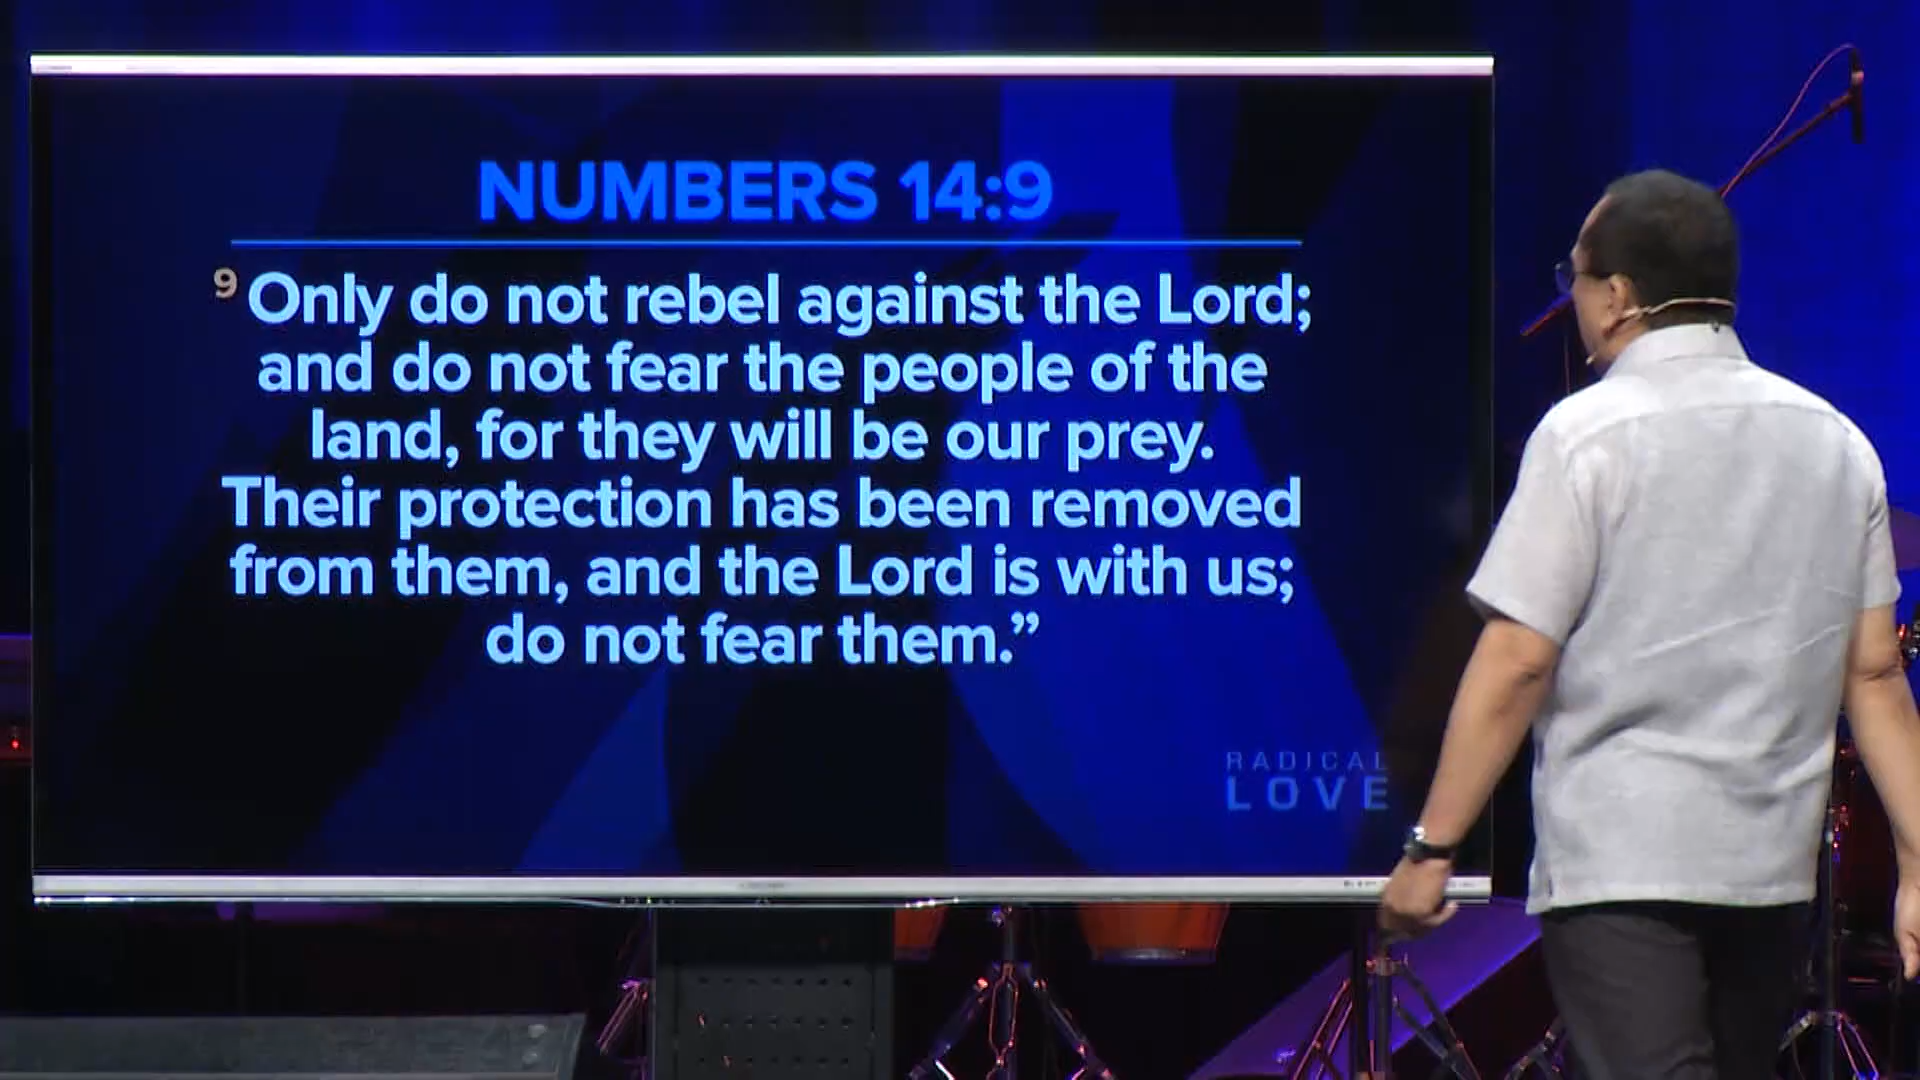 NUMBERS 14:9
9 Only do not rebel against the Lord;
and do not fear the people of the
land, for they will be our prey.
Their protection has been removed
from them, and the Lord is with us;
do not fear them.”
RADICAL
LOVE